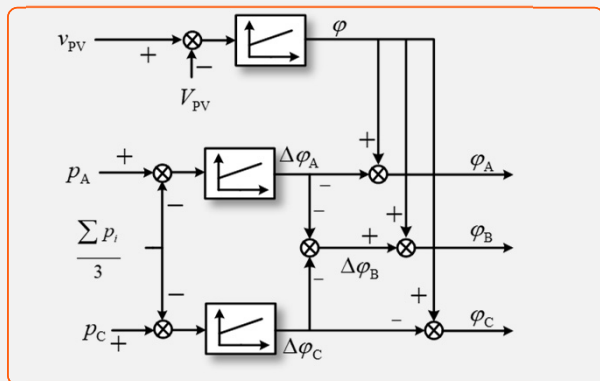 v_PV + − φ
V_PV
p_A + Δφ_A − + φ_A
− −
∑ p_i / 3 + Δφ_B + φ_B
− −
p_C + Δφ_C − + φ_C